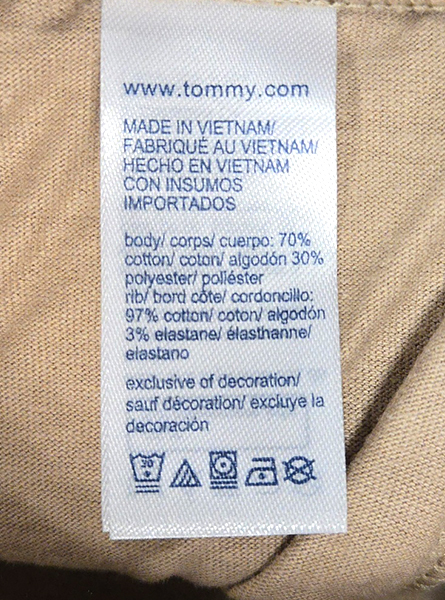 www.tommy.com
MADE IN VIETNAM/
FABRIQUÉ AU VIETNAM/
HECHO EN VIETNAM
CON INSUMOS
IMPORTADOS
body/ corps/ cuerpo: 70%
cotton/ coton/ algodón 30%
polyester/ poliéster
rib/ bord côte/ cordoncillo:
97% cotton/ coton/ algodón
3% elastane/ élasthanne/
elastano
exclusive of decoration/
sauf décoration/ excluye la
decoración
30